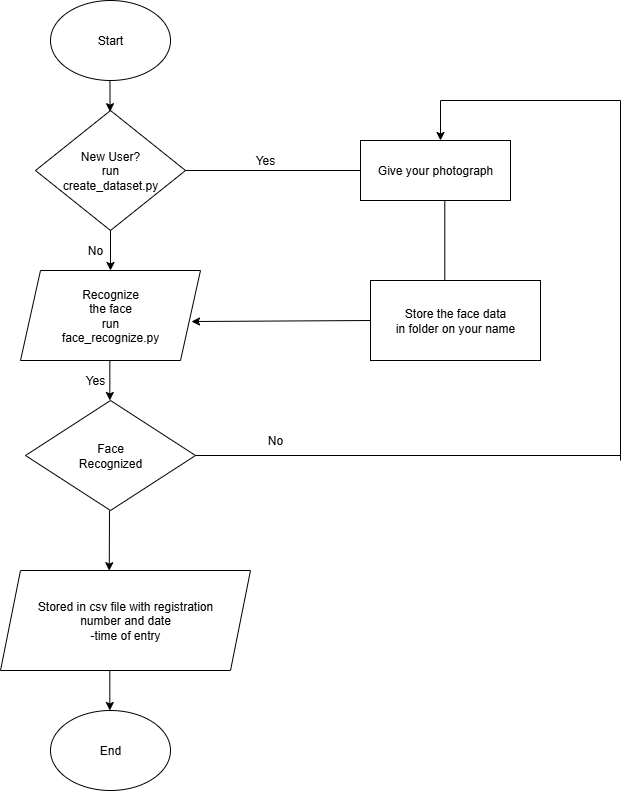 Start
New User?
run
create_dataset.py
Yes
Give your photograph
No
Recognize
the face
run
face_recognize.py
Store the face data
in folder on your name
Yes
Face
Recognized
No
Stored in csv file with registration
number and date
-time of entry
End